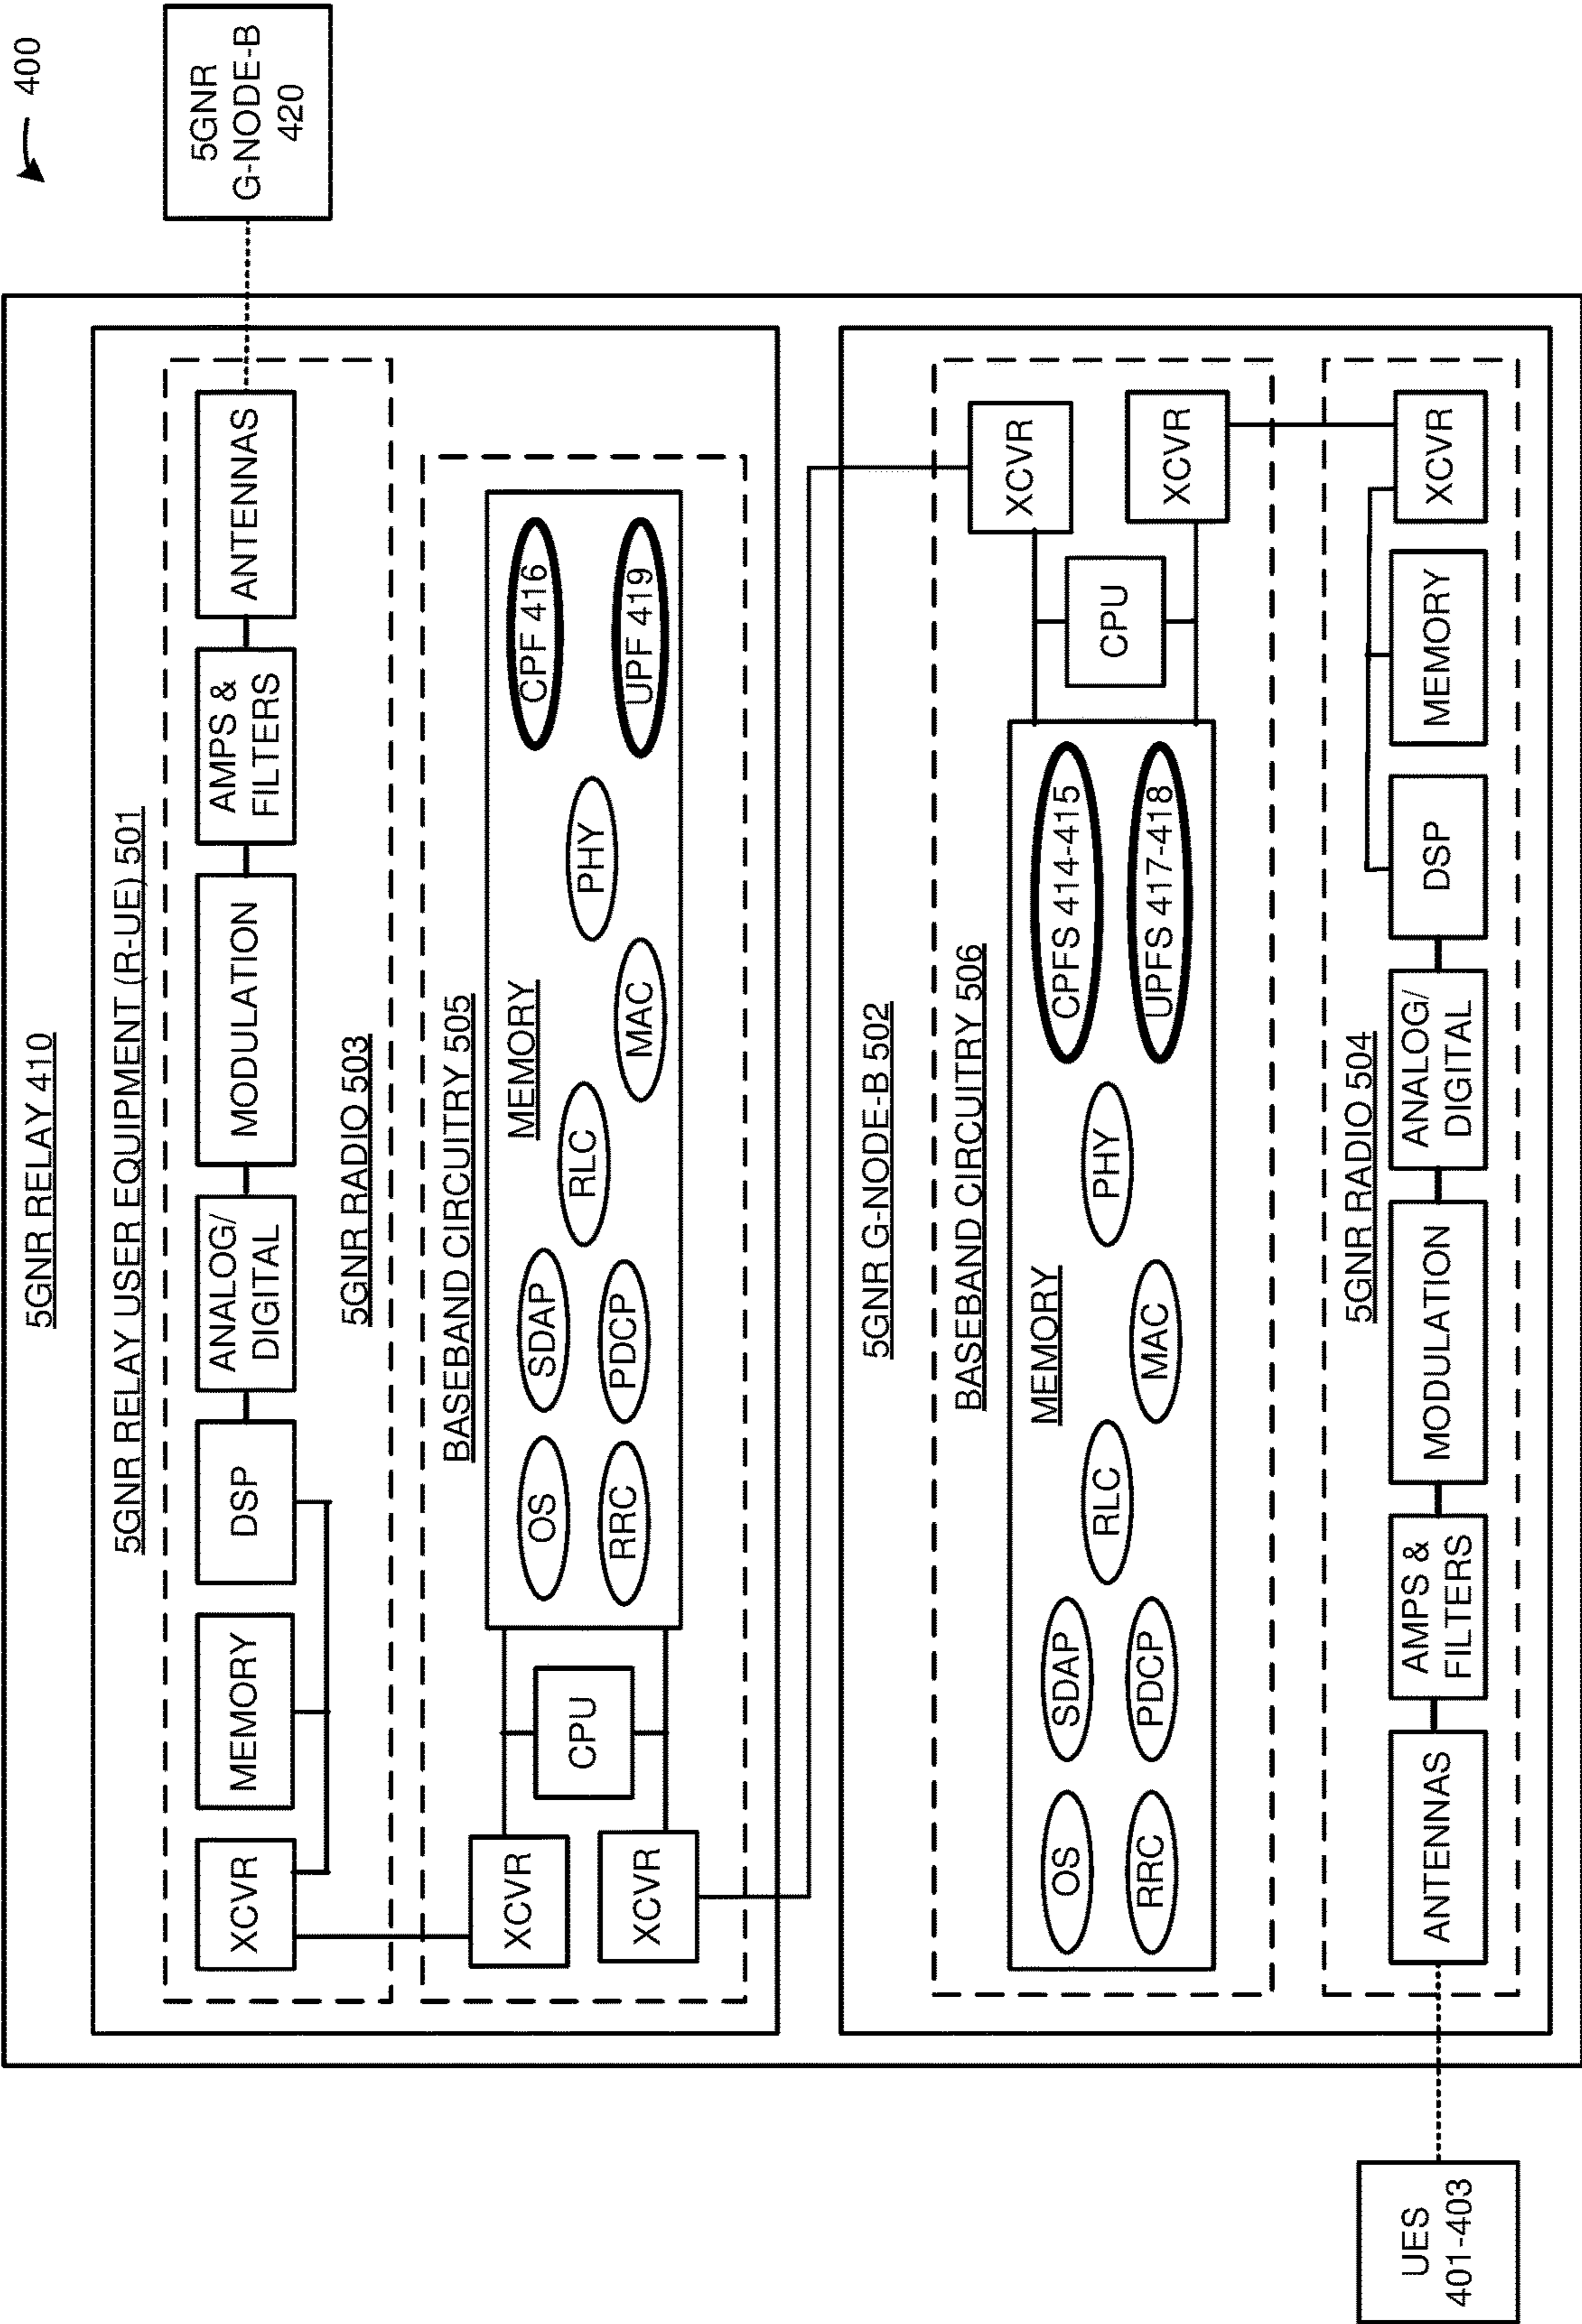 400
5GNR RELAY 410
5GNR
G-NODE-B
420
5GNR RELAY USER EQUIPMENT (R-UE) 501
XCVR
MEMORY
DSP
ANALOG/
DIGITAL
MODULATION
AMPS &
FILTERS
ANTENNAS
5GNR RADIO 503
BASEBAND CIRCUITRY 505
XCVR
XCVR
CPU
MEMORY
OS
SDAP
RRC
PDCP
RLC
MAC
PHY
CPF 416
UPF 419
5GNR G-NODE-B 502
BASEBAND CIRCUITRY 506
MEMORY
OS
SDAP
RRC
PDCP
RLC
MAC
PHY
CPFS 414-415
UPFS 417-418
CPU
XCVR
XCVR
5GNR RADIO 504
ANTENNAS
AMPS &
FILTERS
MODULATION
ANALOG/
DIGITAL
DSP
MEMORY
XCVR
UES
401-403